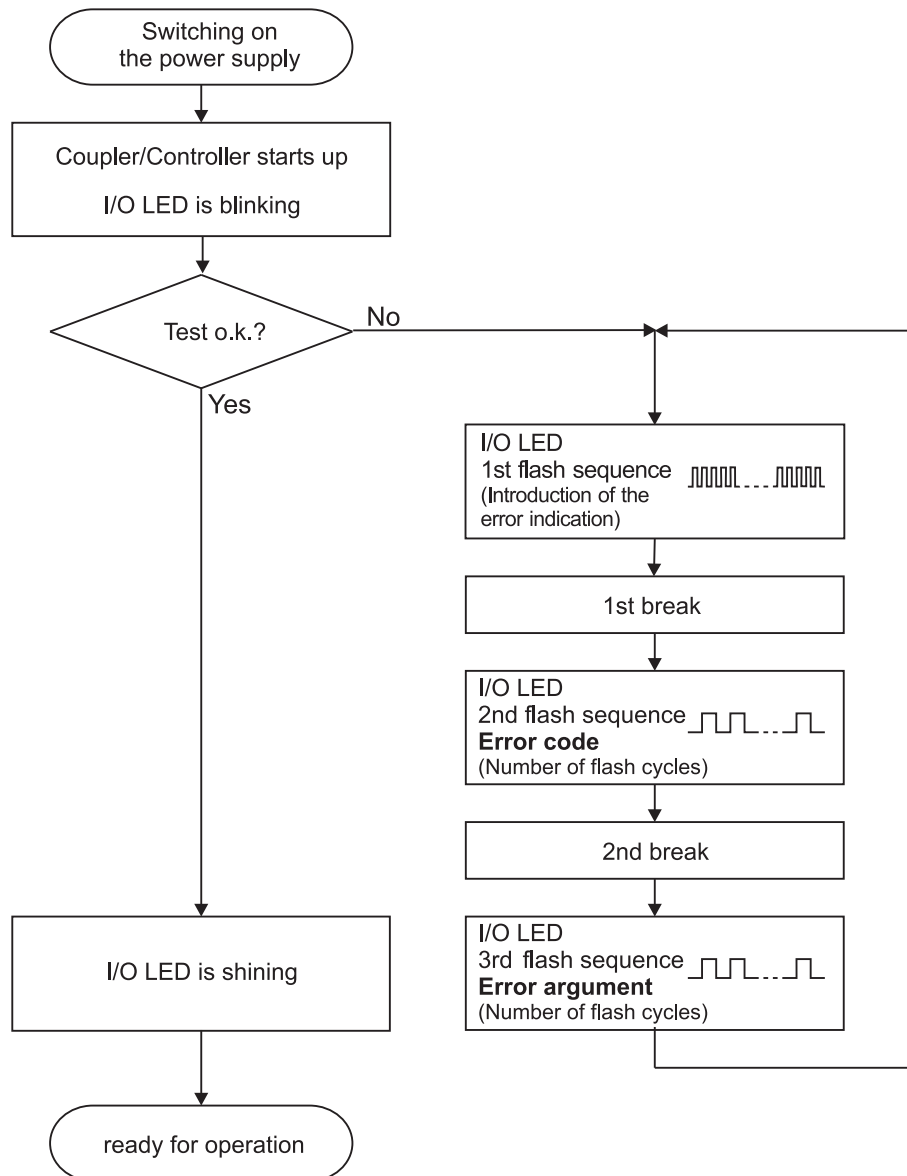 Switching on
the power supply
Coupler/Controller starts up
I/O LED is blinking
Test o.k.?
No
Yes
I/O LED
1st flash sequence
(Introduction of the
error indication)
1st break
I/O LED
2nd flash sequence
Error code
(Number of flash cycles)
2nd break
I/O LED
3rd flash sequence
Error argument
(Number of flash cycles)
I/O LED is shining
ready for operation